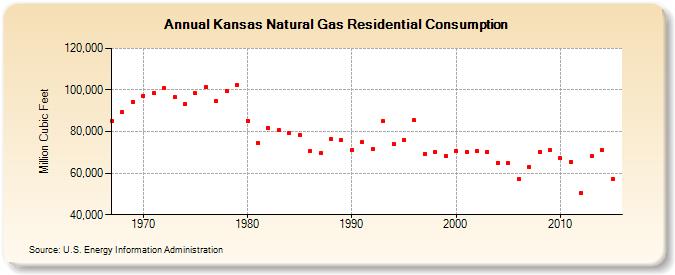 Annual Kansas Natural Gas Residential Consumption
Million Cubic Feet
120,000
100,000
80,000
60,000
40,000
1970 1980 1990 2000 2010
Source: U.S. Energy Information Administration